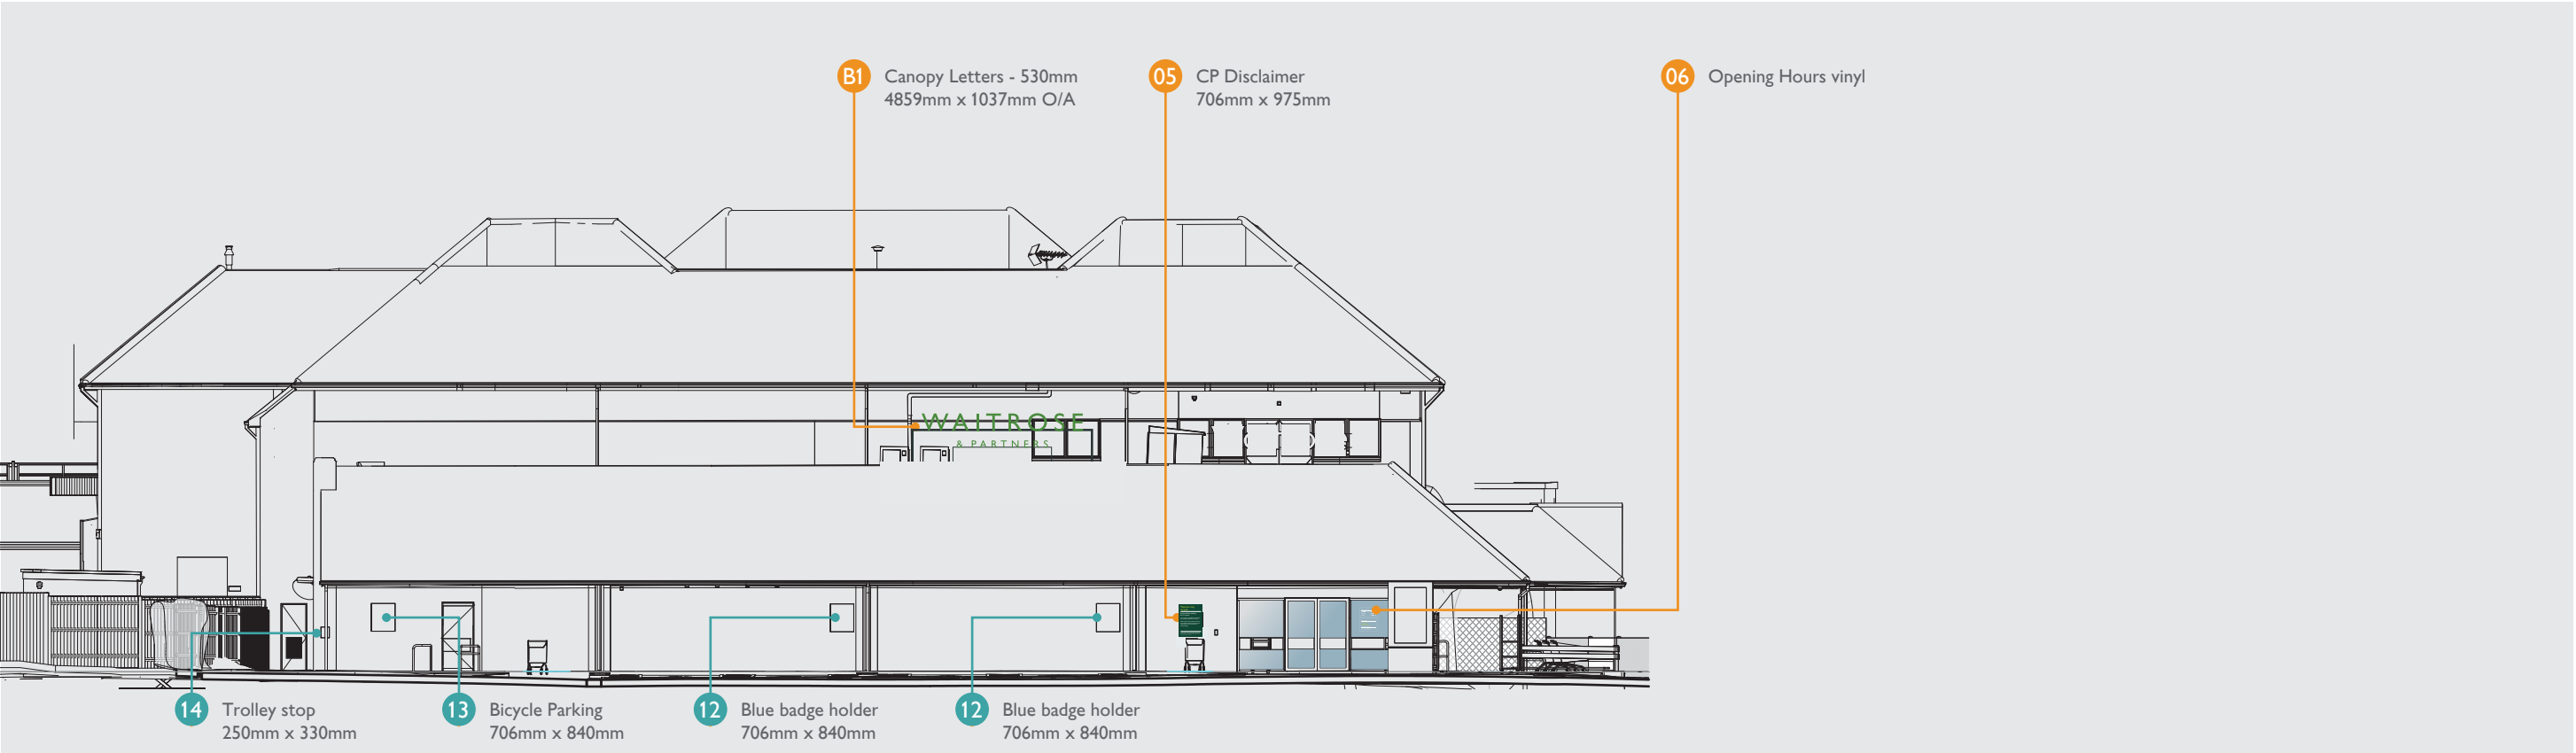 B1 Canopy Letters - 530mm
4859mm x 1037mm O/A
05 CP Disclaimer
706mm x 975mm
06 Opening Hours vinyl
WAITROSE
& PARTNERS
14 Trolley stop
250mm x 330mm
13 Bicycle Parking
706mm x 840mm
12 Blue badge holder
706mm x 840mm
12 Blue badge holder
706mm x 840mm